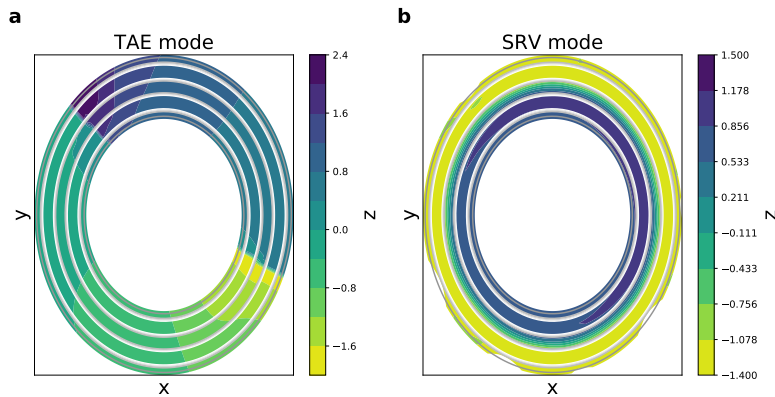 a
TAE mode
y
x
2.4
1.6
0.8
0.0
−0.8
−1.6
z
b
SRV mode
y
x
1.500
1.178
0.856
0.533
0.211
−0.111
−0.433
−0.756
−1.078
−1.400
z